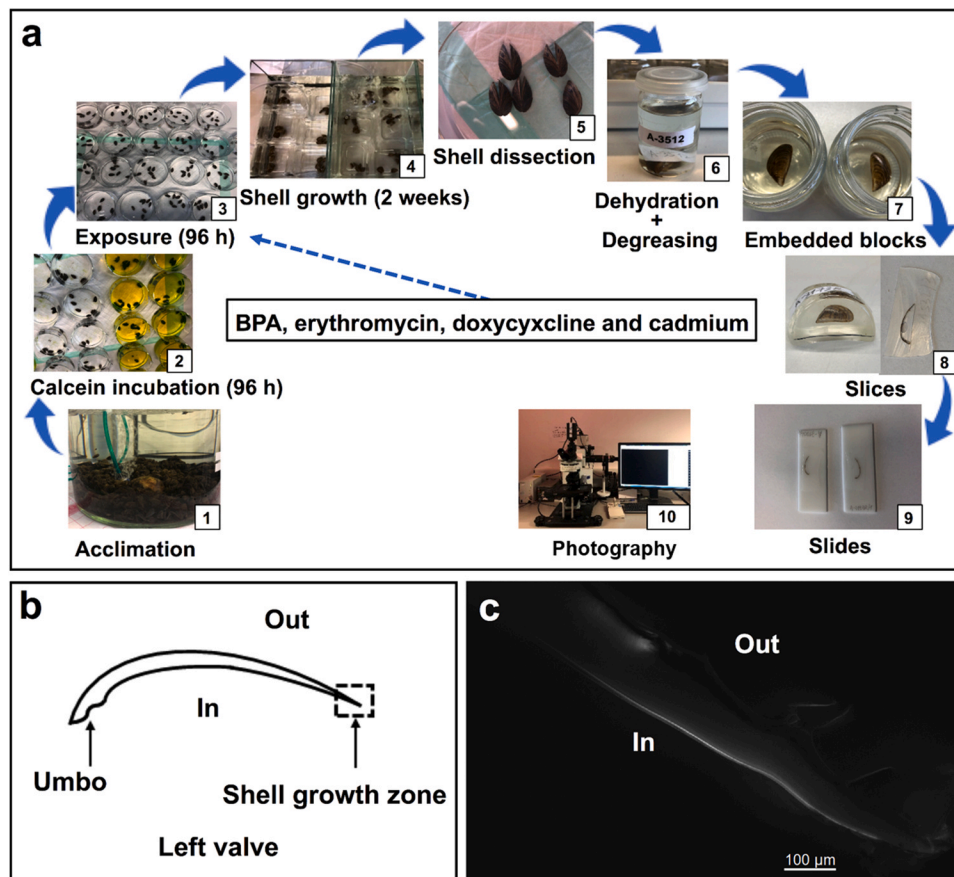 a
1
Acclimation
2
Calcein incubation (96 h)
3
Exposure (96 h)
4
Shell growth (2 weeks)
5
Shell dissection
A-3512
6
Dehydration
+
Degreasing
7
Embedded blocks
8
Slices
9
Slides
10
Photography
BPA, erythromycin, doxycyxcline and cadmium
b
Out
In
Umbo
Shell growth zone
Left valve
c
Out
In
100 µm